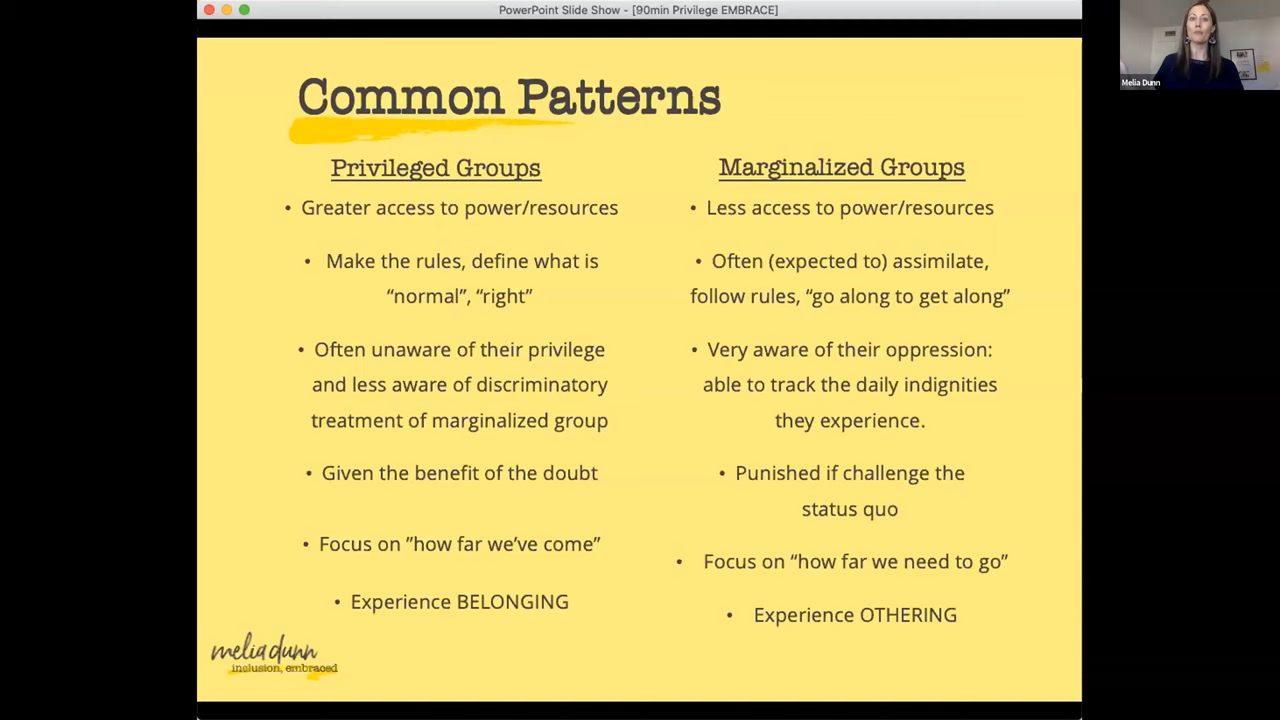 PowerPoint Slide Show - [90min Privilege EMBRACE]
Melia Dunn
Common Patterns
Privileged Groups
• Greater access to power/resources
• Make the rules, define what is
“normal”, “right”
• Often unaware of their privilege
and less aware of discriminatory
treatment of marginalized group
• Given the benefit of the doubt
• Focus on ”how far we’ve come”
• Experience BELONGING
Marginalized Groups
• Less access to power/resources
• Often (expected to) assimilate,
follow rules, “go along to get along”
• Very aware of their oppression:
able to track the daily indignities
they experience.
• Punished if challenge the
status quo
• Focus on “how far we need to go”
• Experience OTHERING
melia dunn
inclusion, embraced